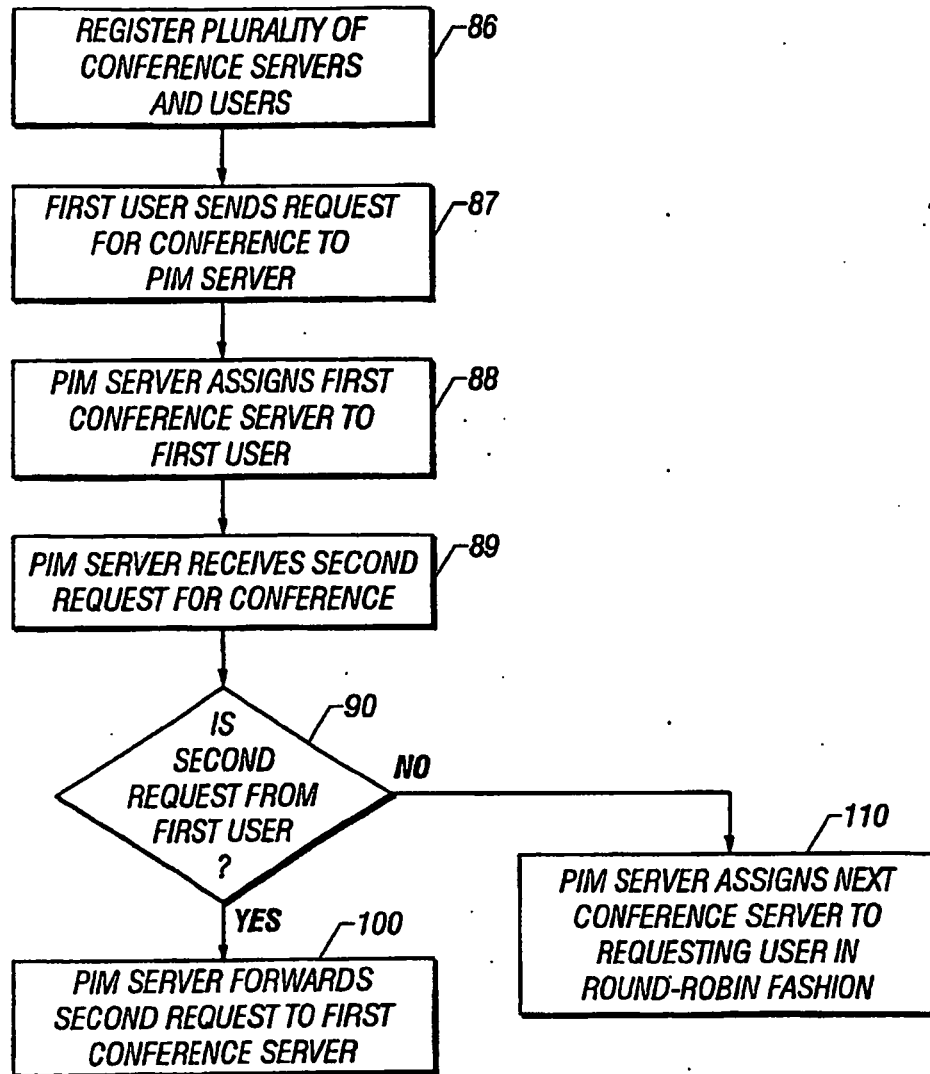 REGISTER PLURALITY OF
CONFERENCE SERVERS
AND USERS
86
FIRST USER SENDS REQUEST
FOR CONFERENCE TO
PIM SERVER
87
PIM SERVER ASSIGNS FIRST
CONFERENCE SERVER TO
FIRST USER
88
PIM SERVER RECEIVES SECOND
REQUEST FOR CONFERENCE
89
IS
SECOND
REQUEST FROM
FIRST USER
?
90
NO
YES
100
PIM SERVER FORWARDS
SECOND REQUEST TO FIRST
CONFERENCE SERVER
110
PIM SERVER ASSIGNS NEXT
CONFERENCE SERVER TO
REQUESTING USER IN
ROUND-ROBIN FASHION